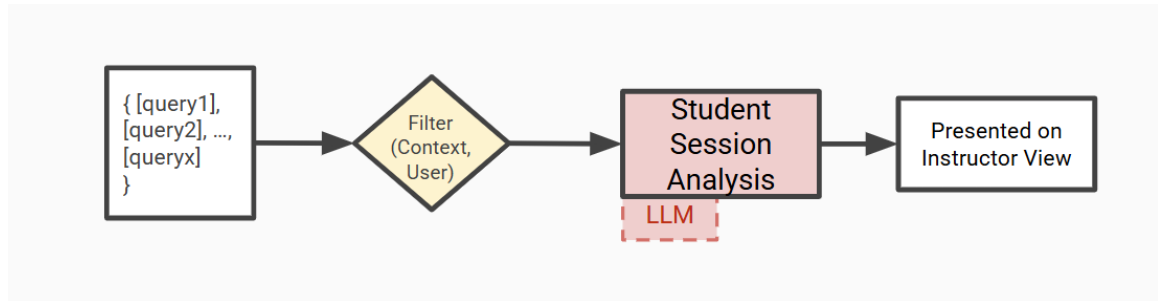 { [query1],
[query2], ...,
[queryx]
}
Filter
(Context,
User)
Student
Session
Analysis
LLM
Presented on
Instructor View